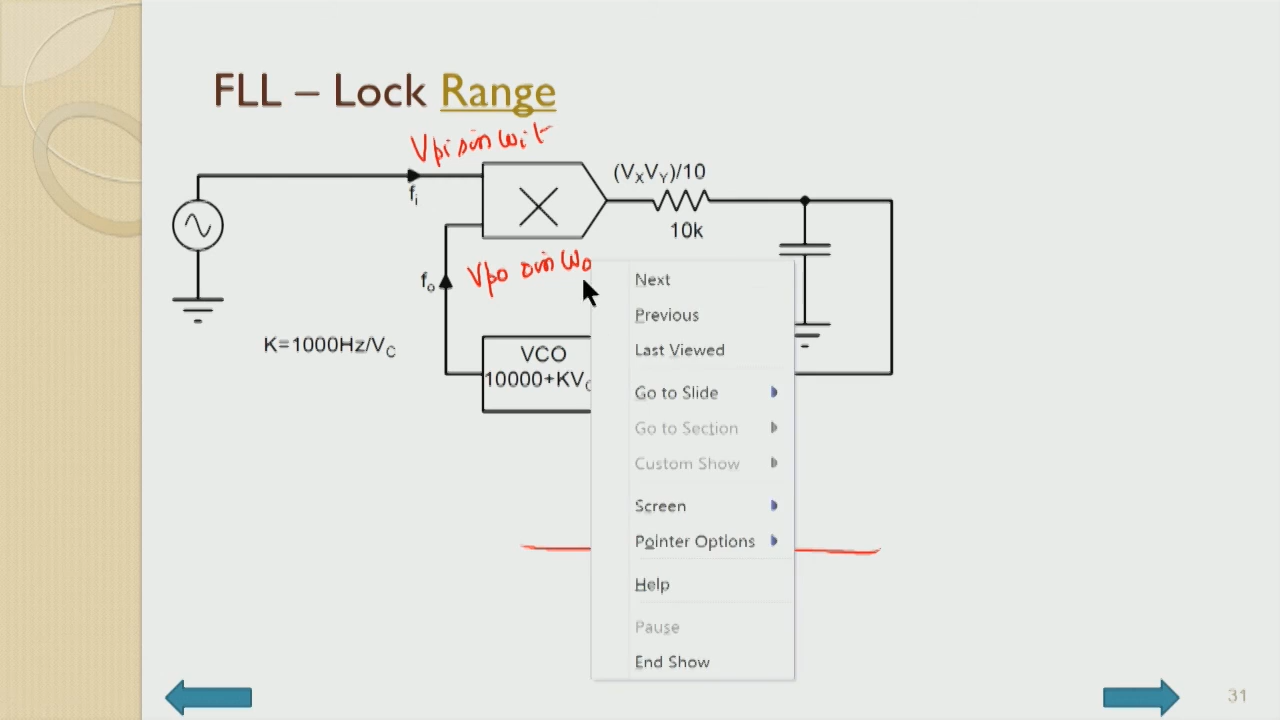 FLL – Lock Range
Vpi sin ωit
(VXVY)/10
fi
10k
Vpo sin ωo
fo
K=1000Hz/VC
VCO
10000+KVC
Next
Previous
Last Viewed
Go to Slide
Go to Section
Custom Show
Screen
Pointer Options
Help
Pause
End Show
31